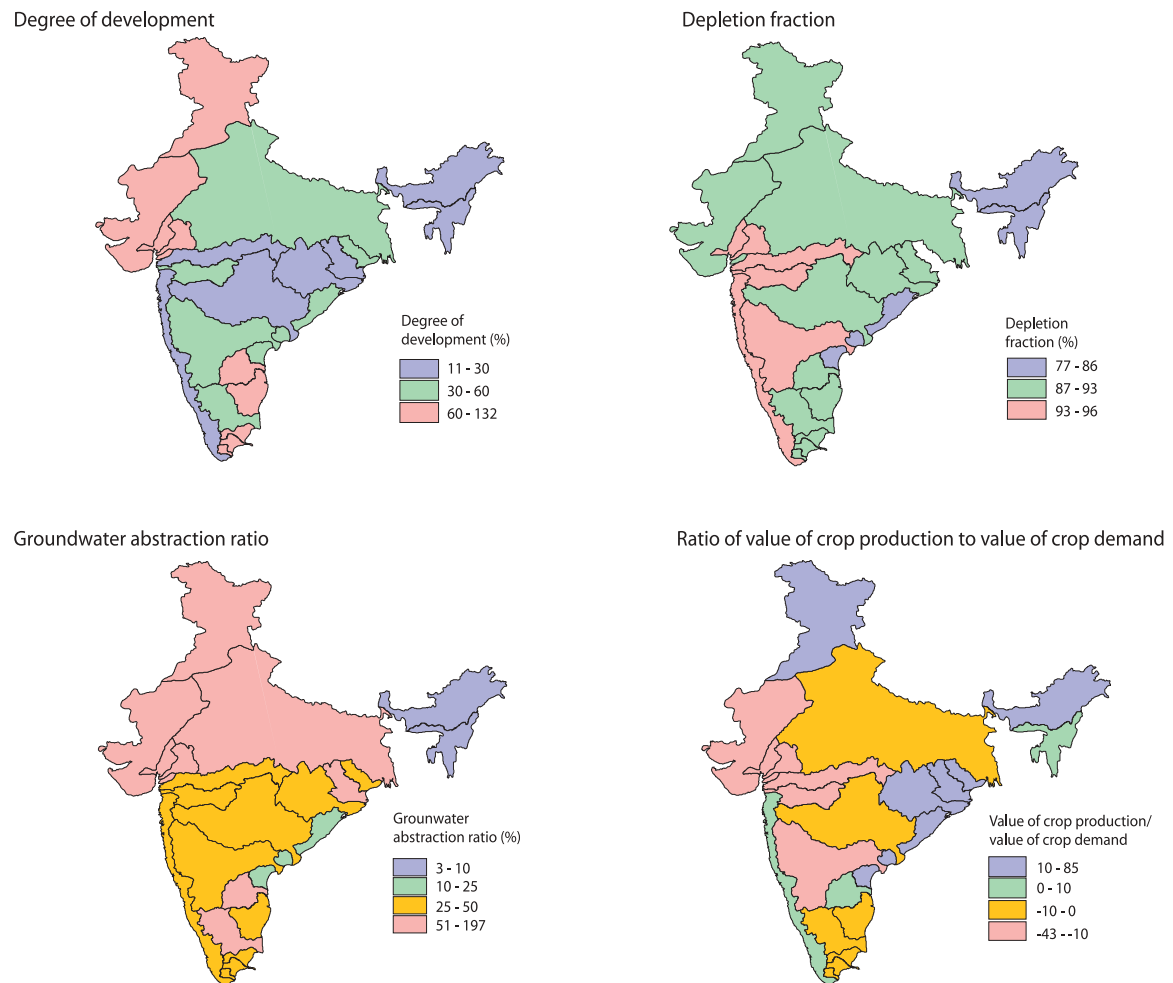 Degree of development
Depletion fraction
Degree of
development (%)
11 - 30
30 - 60
60 - 132
Depletion
fraction (%)
77 - 86
87 - 93
93 - 96
Groundwater abstraction ratio
Ratio of value of crop production to value of crop demand
Grounwater
abstraction ratio (%)
3 - 10
10 - 25
25 - 50
51 - 197
Value of crop production/
value of crop demand
10 - 85
0 - 10
-10 - 0
-43 - -10